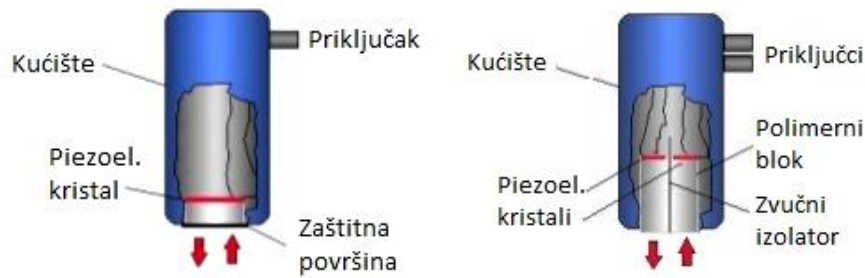 Priključak
Kućište
Piezoel.
kristal
Zaštitna
površina
Priključci
Kućište
Polimerni
blok
Piezoel.
kristali
Zvučni
izolator